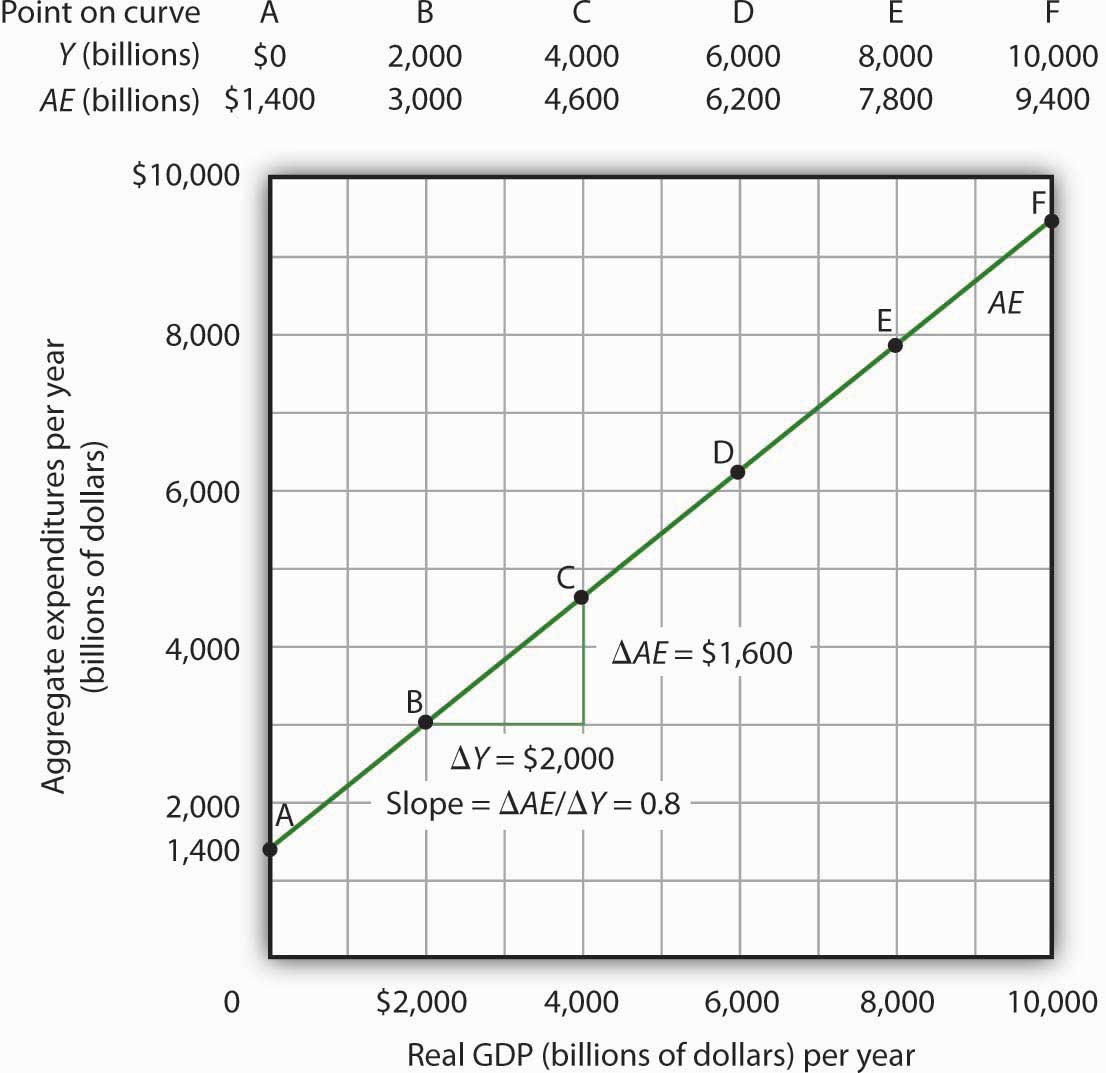 Point on curve A B C D E F
Y (billions) $0 2,000 4,000 6,000 8,000 10,000
AE (billions) $1,400 3,000 4,600 6,200 7,800 9,400
$10,000
F
AE
8,000
E
Aggregate expenditures per year
(billions of dollars)
6,000
D
C
4,000
ΔAE = $1,600
B
ΔY = $2,000
Slope = ΔAE/ΔY = 0.8
2,000
A
1,400
0 $2,000 4,000 6,000 8,000 10,000
Real GDP (billions of dollars) per year